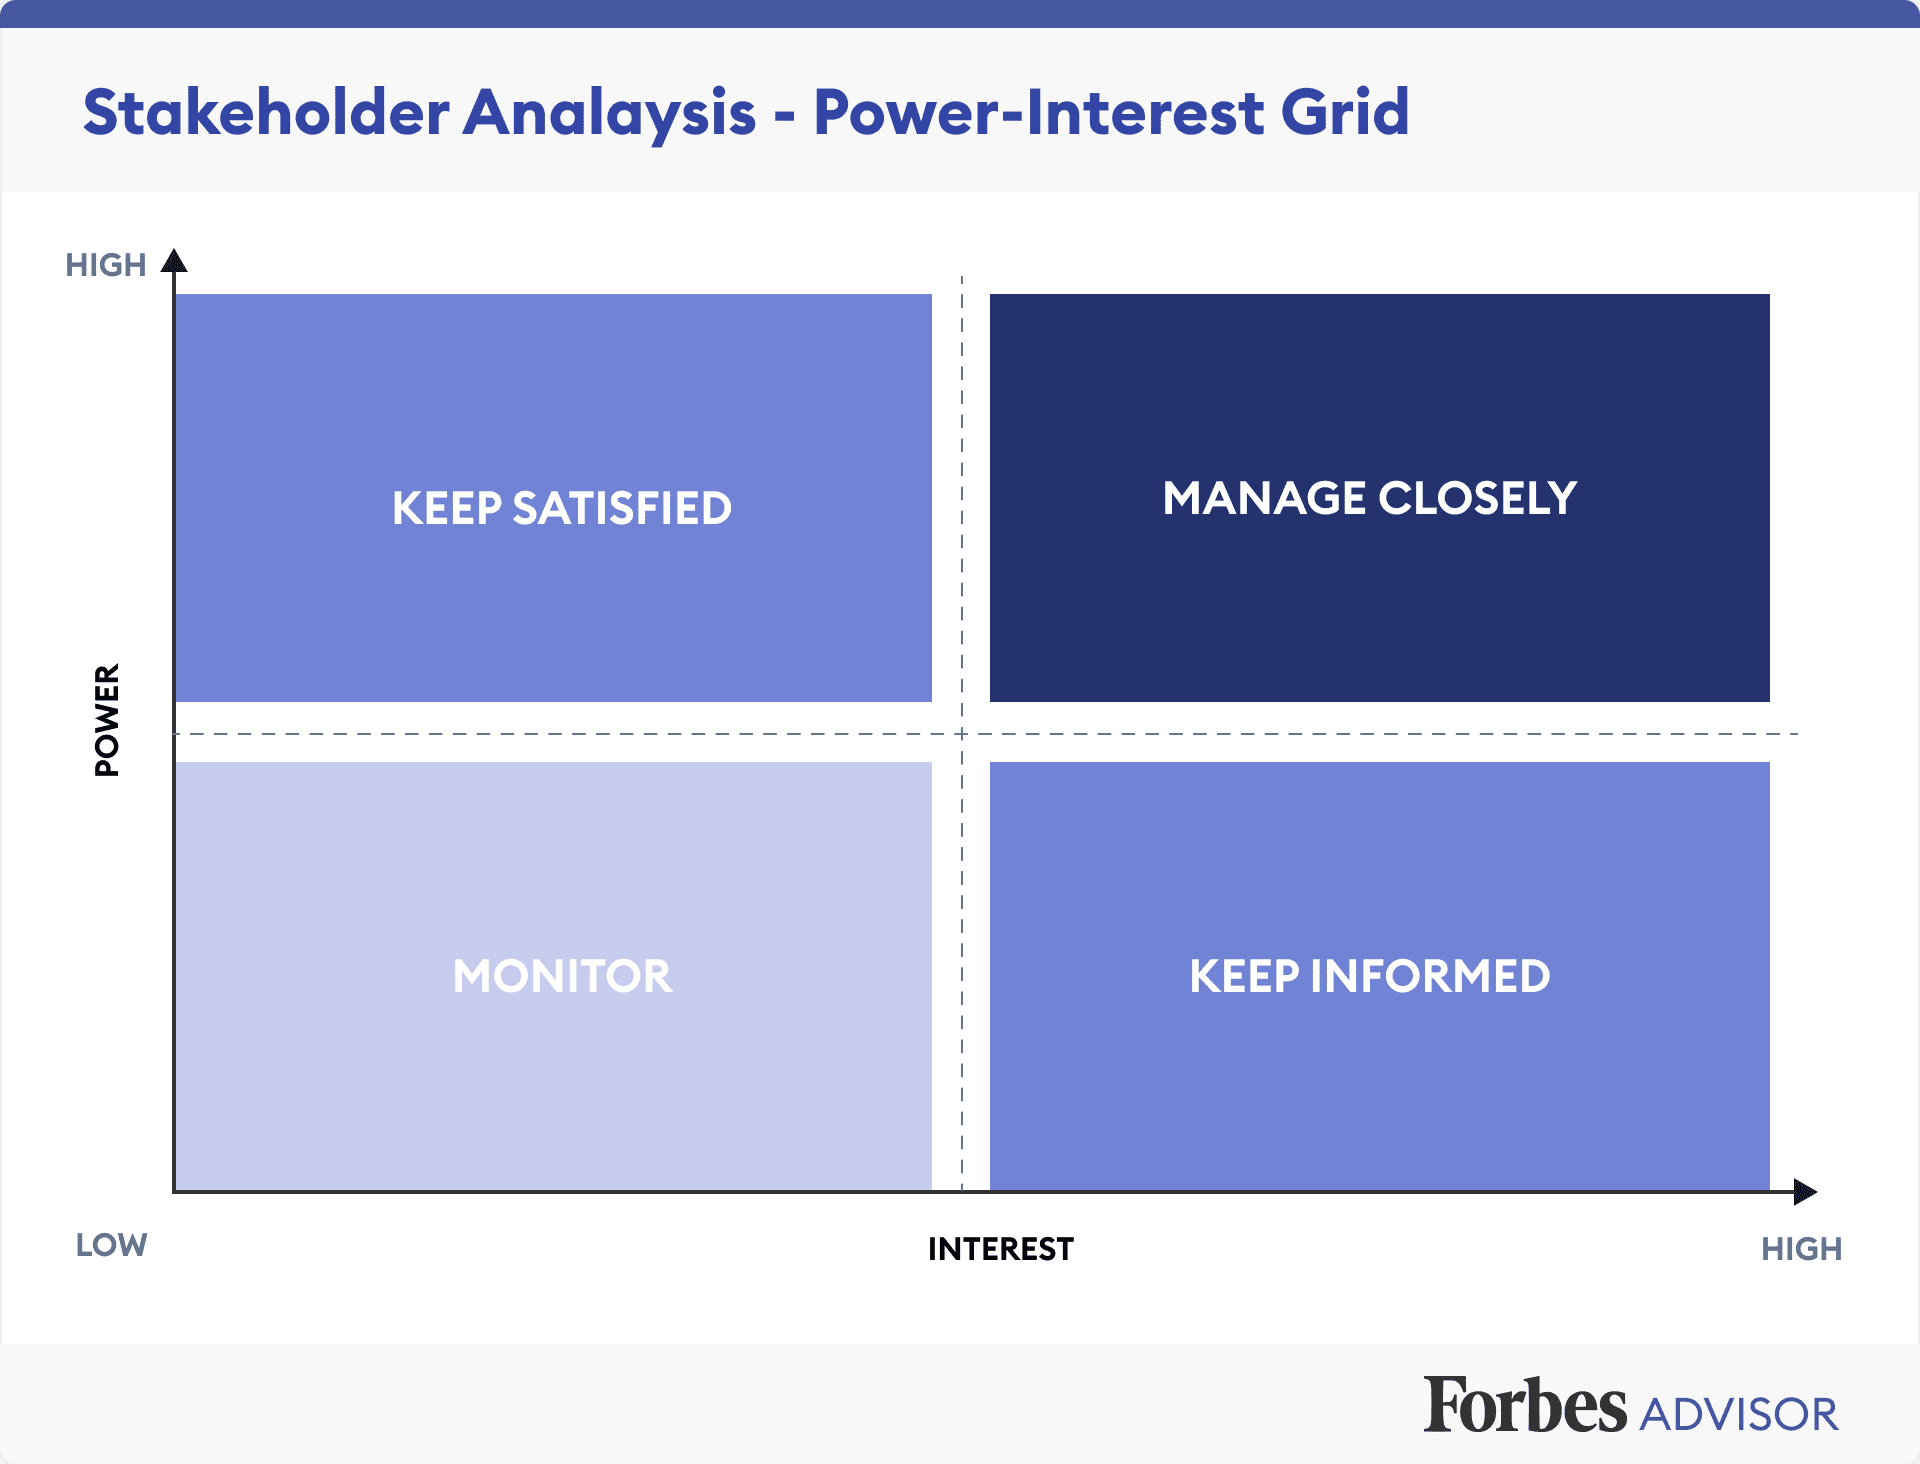 Stakeholder Analaysis - Power-Interest Grid
HIGH
KEEP SATISFIED
MANAGE CLOSELY
POWER
MONITOR
KEEP INFORMED
LOW
INTEREST
HIGH
Forbes ADVISOR